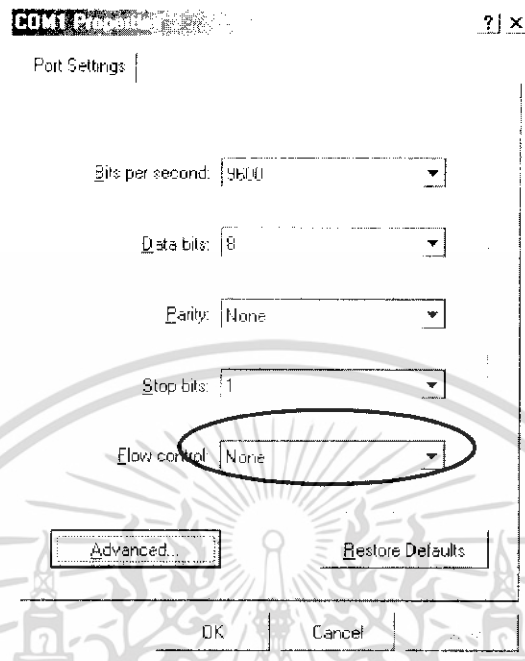 COM1 Properties
? ×
Port Settings
Bits per second: 9600
Data bits: 8
Parity: None
Stop bits: 1
Flow control: None
Advanced...
Restore Defaults
OK
Cancel